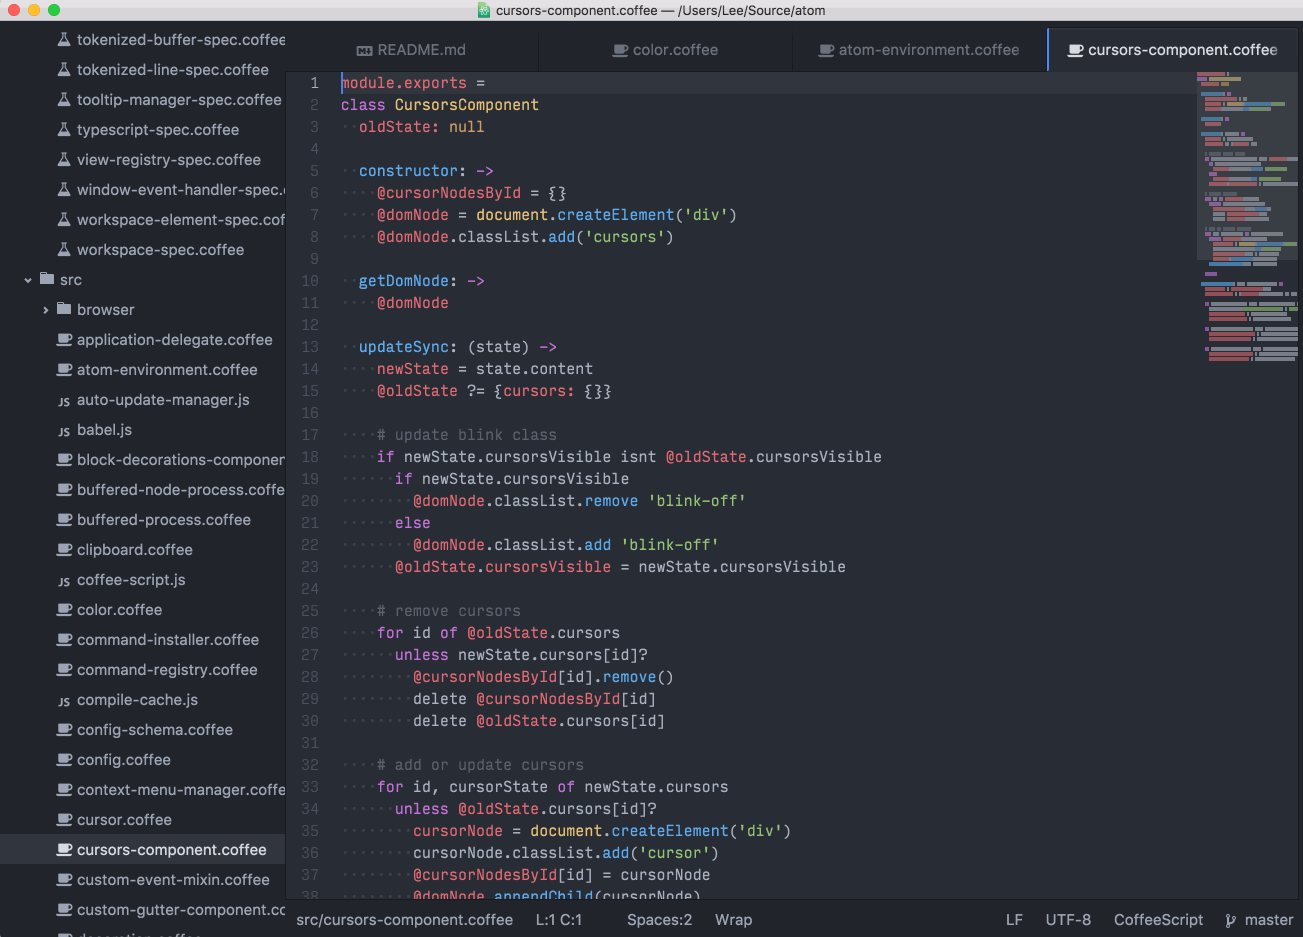 cursors-component.coffee — /Users/Lee/Source/atom
tokenized-buffer-spec.coffee
tokenized-line-spec.coffee
tooltip-manager-spec.coffee
typescript-spec.coffee
view-registry-spec.coffee
window-event-handler-spec.
workspace-element-spec.cof
workspace-spec.coffee
src
browser
application-delegate.coffee
atom-environment.coffee
JS auto-update-manager.js
JS babel.js
block-decorations-componen
buffered-node-process.coffe
buffered-process.coffee
clipboard.coffee
JS coffee-script.js
color.coffee
command-installer.coffee
command-registry.coffee
JS compile-cache.js
config-schema.coffee
config.coffee
context-menu-manager.coffe
cursor.coffee
cursors-component.coffee
custom-event-mixin.coffee
custom-gutter-component.co
decoration.coffee
README.md
color.coffee
atom-environment.coffee
cursors-component.coffee
1 module.exports =
2 class CursorsComponent
3 oldState: null
4
5 constructor: ->
6 @cursorNodesById = {}
7 @domNode = document.createElement('div')
8 @domNode.classList.add('cursors')
9
10 getDomNode: ->
11 @domNode
12
13 updateSync: (state) ->
14 newState = state.content
15 @oldState ?= {cursors: {}}
16
17 # update blink class
18 if newState.cursorsVisible isnt @oldState.cursorsVisible
19 if newState.cursorsVisible
20 @domNode.classList.remove 'blink-off'
21 else
22 @domNode.classList.add 'blink-off'
23 @oldState.cursorsVisible = newState.cursorsVisible
24
25 # remove cursors
26 for id of @oldState.cursors
27 unless newState.cursors[id]?
28 @cursorNodesById[id].remove()
29 delete @cursorNodesById[id]
30 delete @oldState.cursors[id]
31
32 # add or update cursors
33 for id, cursorState of newState.cursors
34 unless @oldState.cursors[id]?
35 cursorNode = document.createElement('div')
36 cursorNode.classList.add('cursor')
37 @cursorNodesById[id] = cursorNode
38 @domNode.appendChild(cursorNode)
src/cursors-component.coffee L:1 C:1 Spaces:2 Wrap LF UTF-8 CoffeeScript master